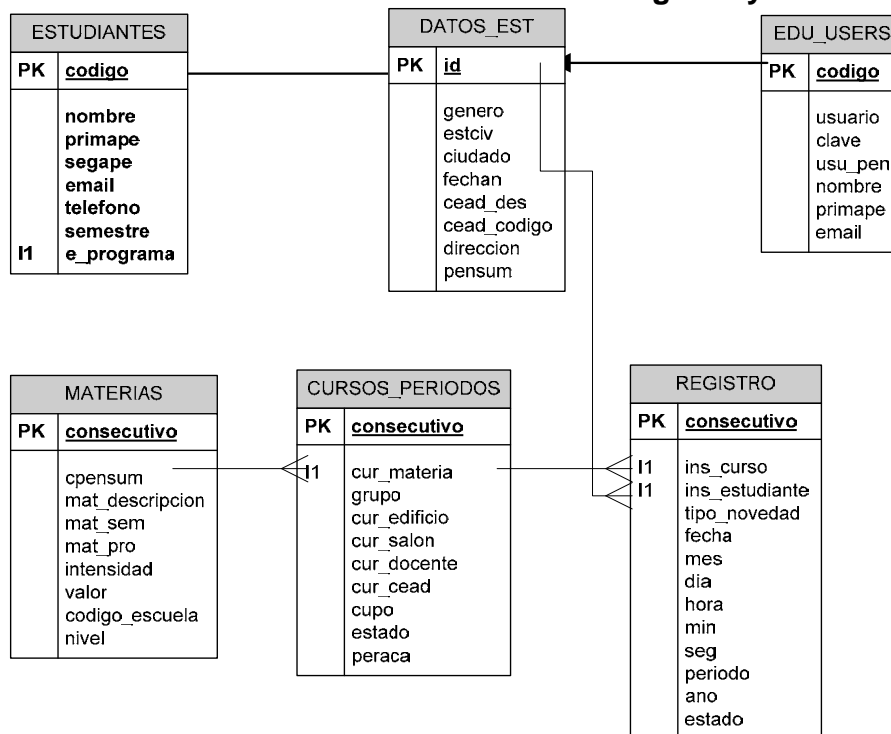 ESTUDIANTES
PK codigo
nombre
primape
segape
email
telefono
semestre
I1 e_programa
DATOS_EST
PK id
genero
estciv
ciudado
fechan
cead_des
cead_codigo
direccion
pensum
EDU_USERS
PK codigo
usuario
clave
usu_pen
nombre
primape
email
MATERIAS
PK consecutivo
cpensum
mat_descripcion
mat_sem
mat_pro
intensidad
valor
codigo_escuela
nivel
CURSOS_PERIODOS
PK consecutivo
I1 cur_materia
grupo
cur_edificio
cur_salon
cur_docente
cur_cead
cupo
estado
peraca
REGISTRO
PK consecutivo
I1 ins_curso
I1 ins_estudiante
tipo_novedad
fecha
mes
dia
hora
min
seg
periodo
ano
estado